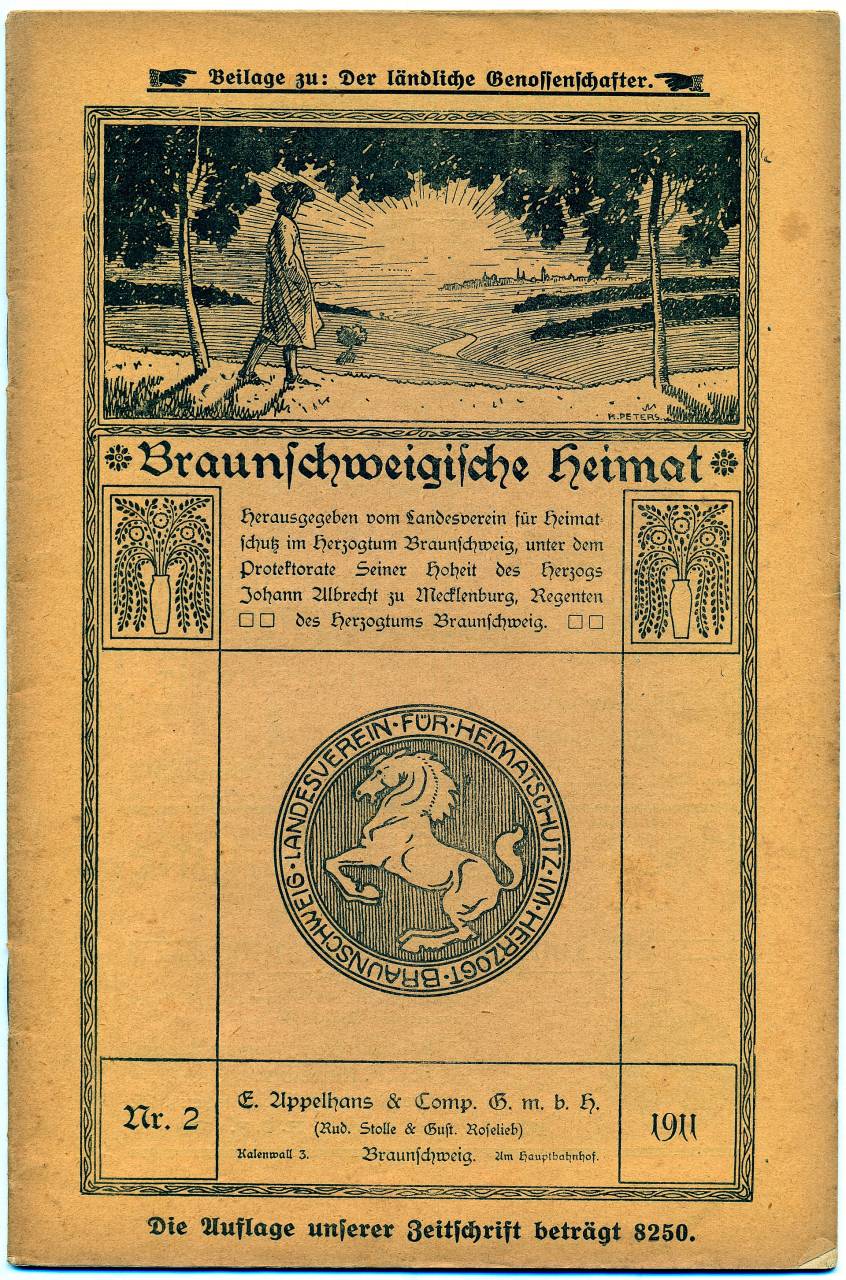 Beilage zu: Der ländliche Genossenschafter.
H. PETERS.
Braunschweigische Heimat
Herausgegeben vom Landesverein für Heimat-
schutz im Herzogtum Braunschweig, unter dem
Protektorate Seiner Hoheit des Herzogs
Johann Albrecht zu Mecklenburg, Regenten
des Herzogtums Braunschweig.
LANDESVEREIN·FÜR·HEIMATSCHUTZ·IM·HERZOGT·BRAUNSCHWEIG·
Nr. 2
E. Appelhans & Comp. G. m. b. H.
(Rud. Stolle & Gust. Roselieb)
Kalenwall 3. Braunschweig. Am Hauptbahnhof.
1911
Die Auflage unserer Zeitschrift beträgt 8250.